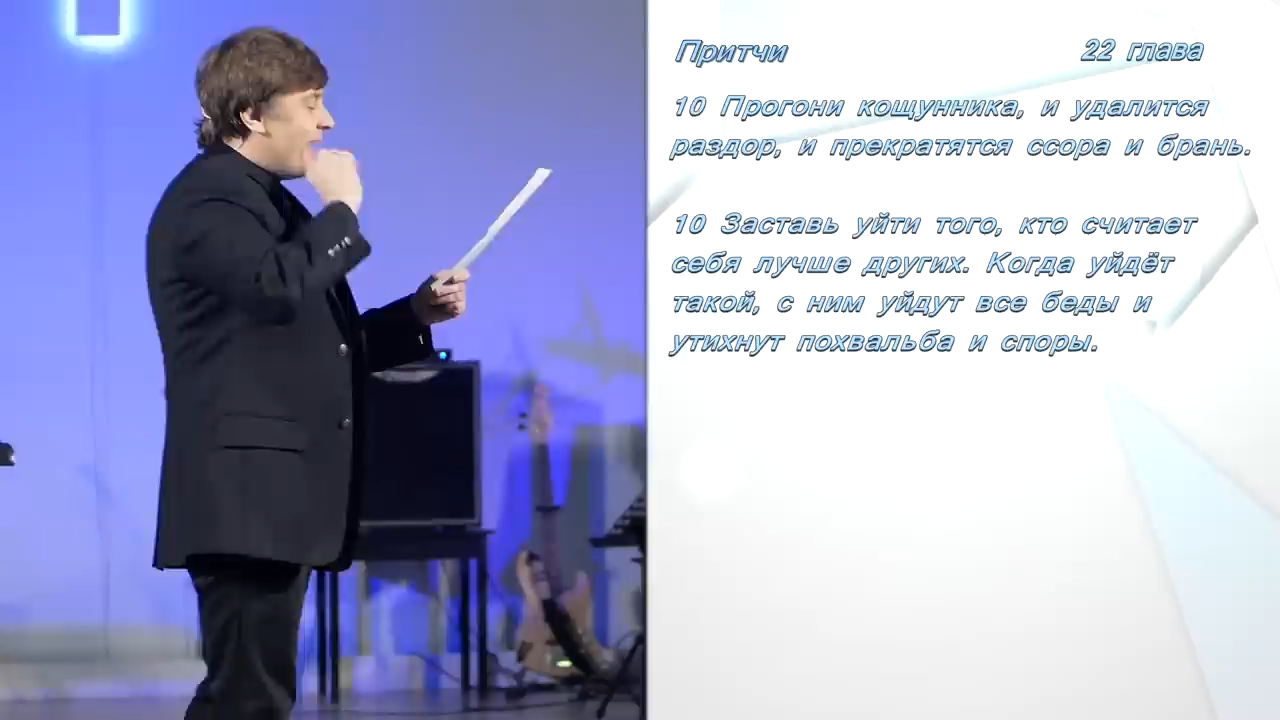 Притчи 22 глава
10 Прогони кощунника, и удалится
раздор, и прекратятся ссора и брань.
10 Заставь уйти того, кто считает
себя лучше других. Когда уйдёт
такой, с ним уйдут все беды и
утихнут похвальба и споры.